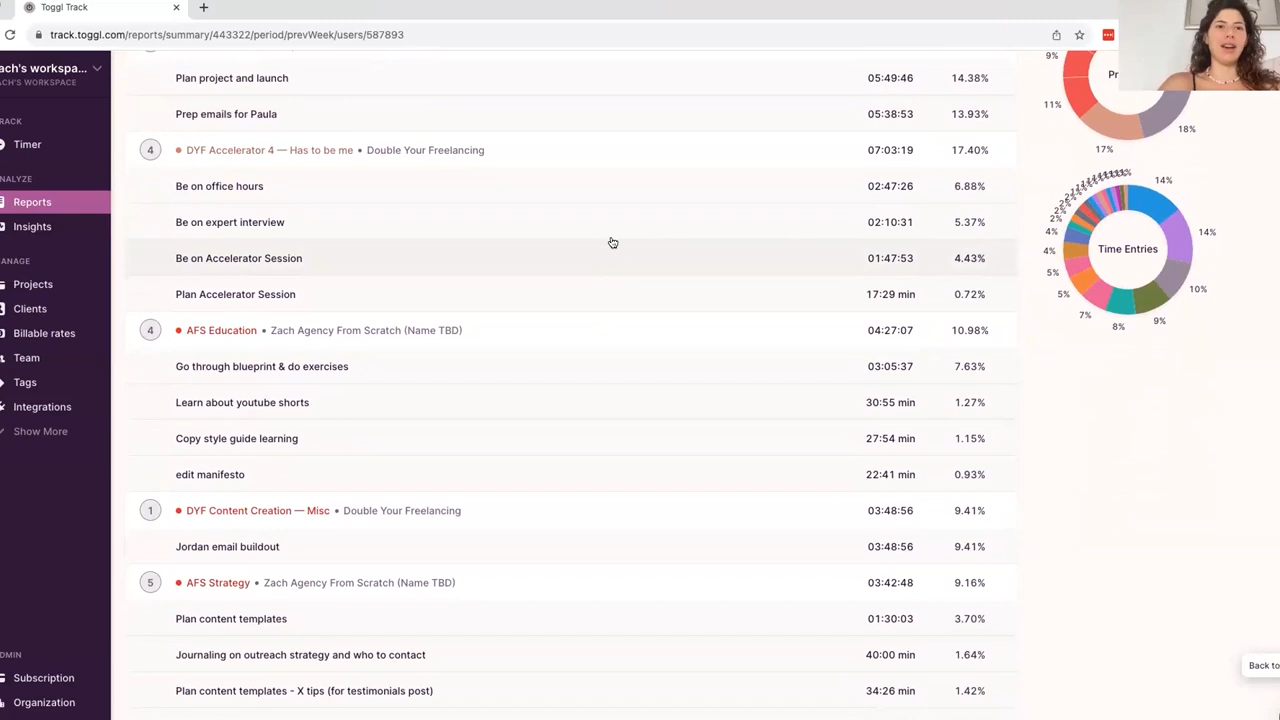 Toggl Track
track.toggl.com/reports/summary/443322/period/prevWeek/users/587893
ach's workspa...
ACH'S WORKSPACE
RACK
Timer
NALYZE
Reports
Insights
ANAGE
Projects
Clients
Billable rates
Team
Tags
Integrations
Show More
DMIN
Subscription
Organization
Plan project and launch 05:49:46 14.38%
Prep emails for Paula 05:38:53 13.93%
4 DYF Accelerator 4 — Has to be me • Double Your Freelancing 07:03:19 17.40%
Be on office hours 02:47:26 6.88%
Be on expert interview 02:10:31 5.37%
Be on Accelerator Session 01:47:53 4.43%
Plan Accelerator Session 17:29 min 0.72%
4 AFS Education • Zach Agency From Scratch (Name TBD) 04:27:07 10.98%
Go through blueprint & do exercises 03:05:37 7.63%
Learn about youtube shorts 30:55 min 1.27%
Copy style guide learning 27:54 min 1.15%
edit manifesto 22:41 min 0.93%
1 DYF Content Creation — Misc • Double Your Freelancing 03:48:56 9.41%
Jordan email buildout 03:48:56 9.41%
5 AFS Strategy • Zach Agency From Scratch (Name TBD) 03:42:48 9.16%
Plan content templates 01:30:03 3.70%
Journaling on outreach strategy and who to contact 40:00 min 1.64%
Plan content templates - X tips (for testimonials post) 34:26 min 1.42%
9%
Pr
11%
18%
17%
14%
2%
2%
2%
4%
14%
4%
Time Entries
5%
10%
5%
7%
9%
8%
Back to